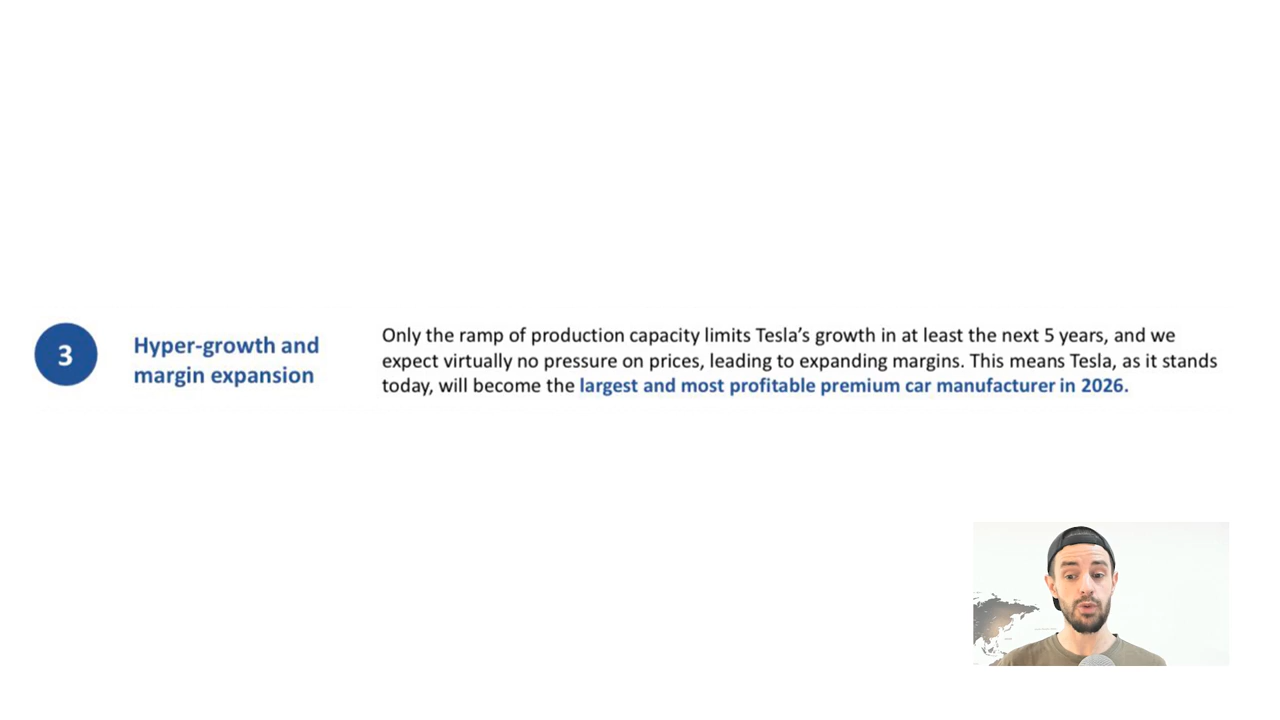 3
Hyper-growth and
margin expansion
Only the ramp of production capacity limits Tesla’s growth in at least the next 5 years, and we
expect virtually no pressure on prices, leading to expanding margins. This means Tesla, as it stands
today, will become the largest and most profitable premium car manufacturer in 2026.